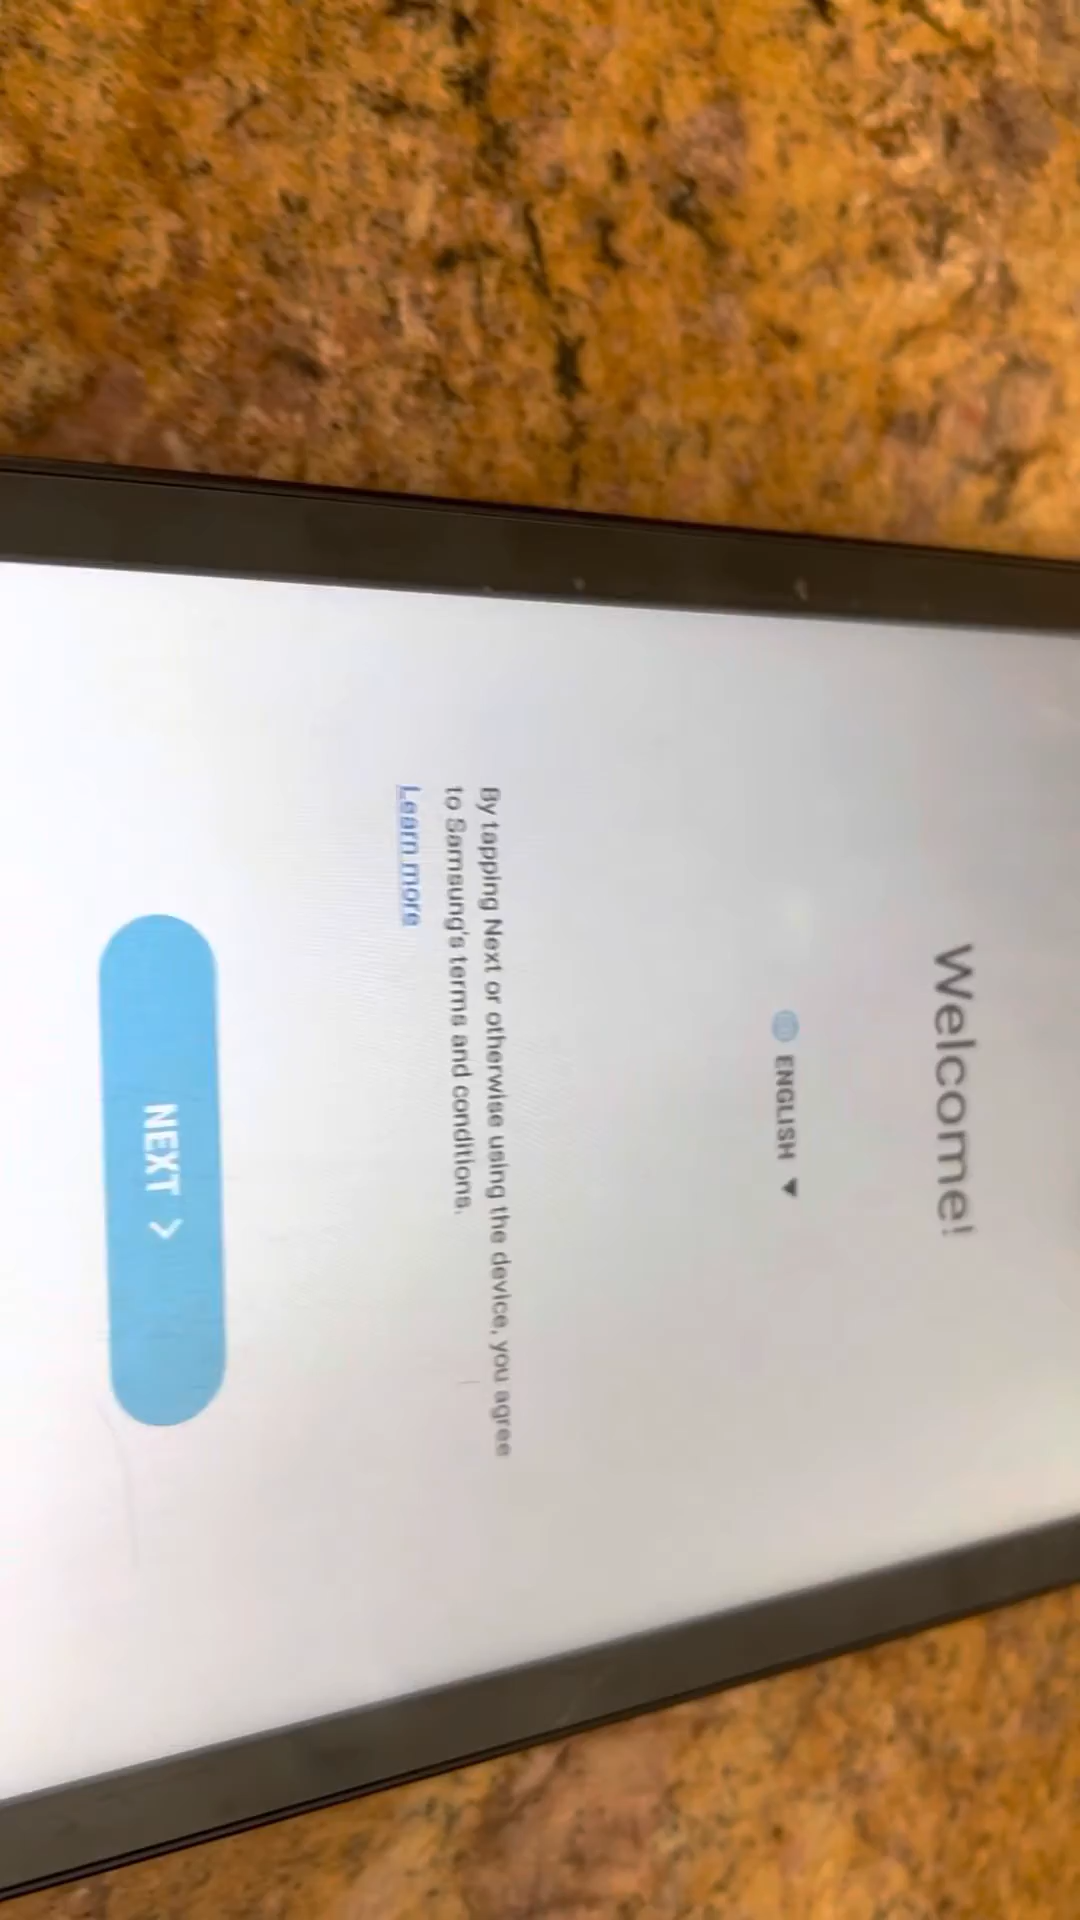 Welcome!
ENGLISH
By tapping Next or otherwise using the device, you agree
to Samsung's terms and conditions.
Learn more
NEXT >